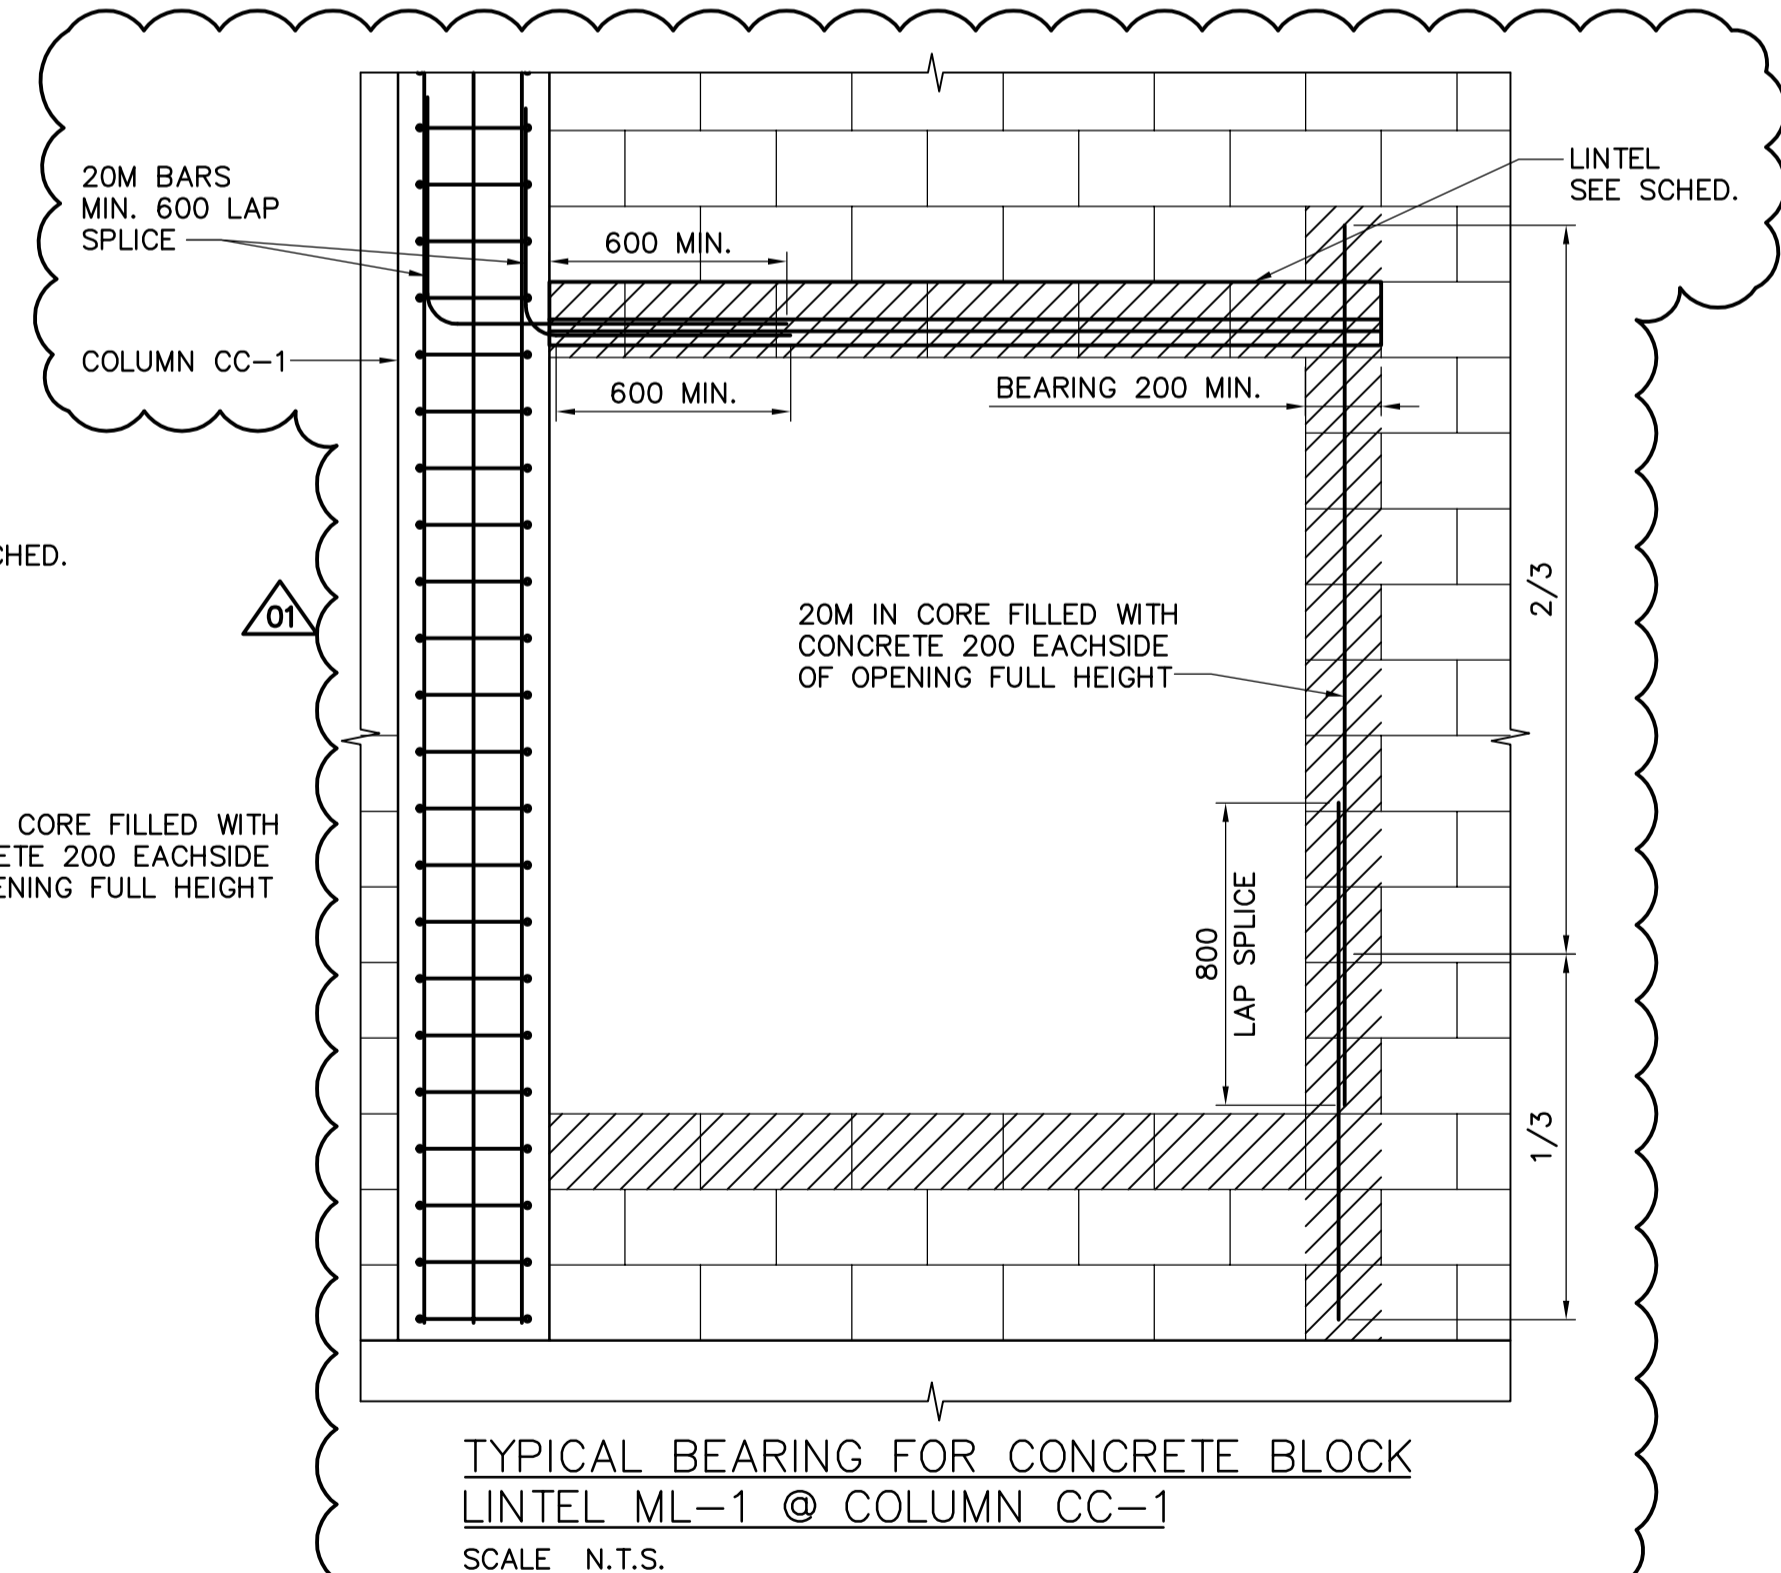 20M BARS
MIN. 600 LAP
SPLICE
COLUMN CC-1
600 MIN.
600 MIN.
BEARING 200 MIN.
LINTEL
SEE SCHED.
CHED.
01
20M IN CORE FILLED WITH
CONCRETE 200 EACHSIDE
OF OPENING FULL HEIGHT
2/3
CORE FILLED WITH
ETE 200 EACHSIDE
ENING FULL HEIGHT
800
LAP SPLICE
1/3
TYPICAL BEARING FOR CONCRETE BLOCK
LINTEL ML-1 @ COLUMN CC-1
SCALE N.T.S.